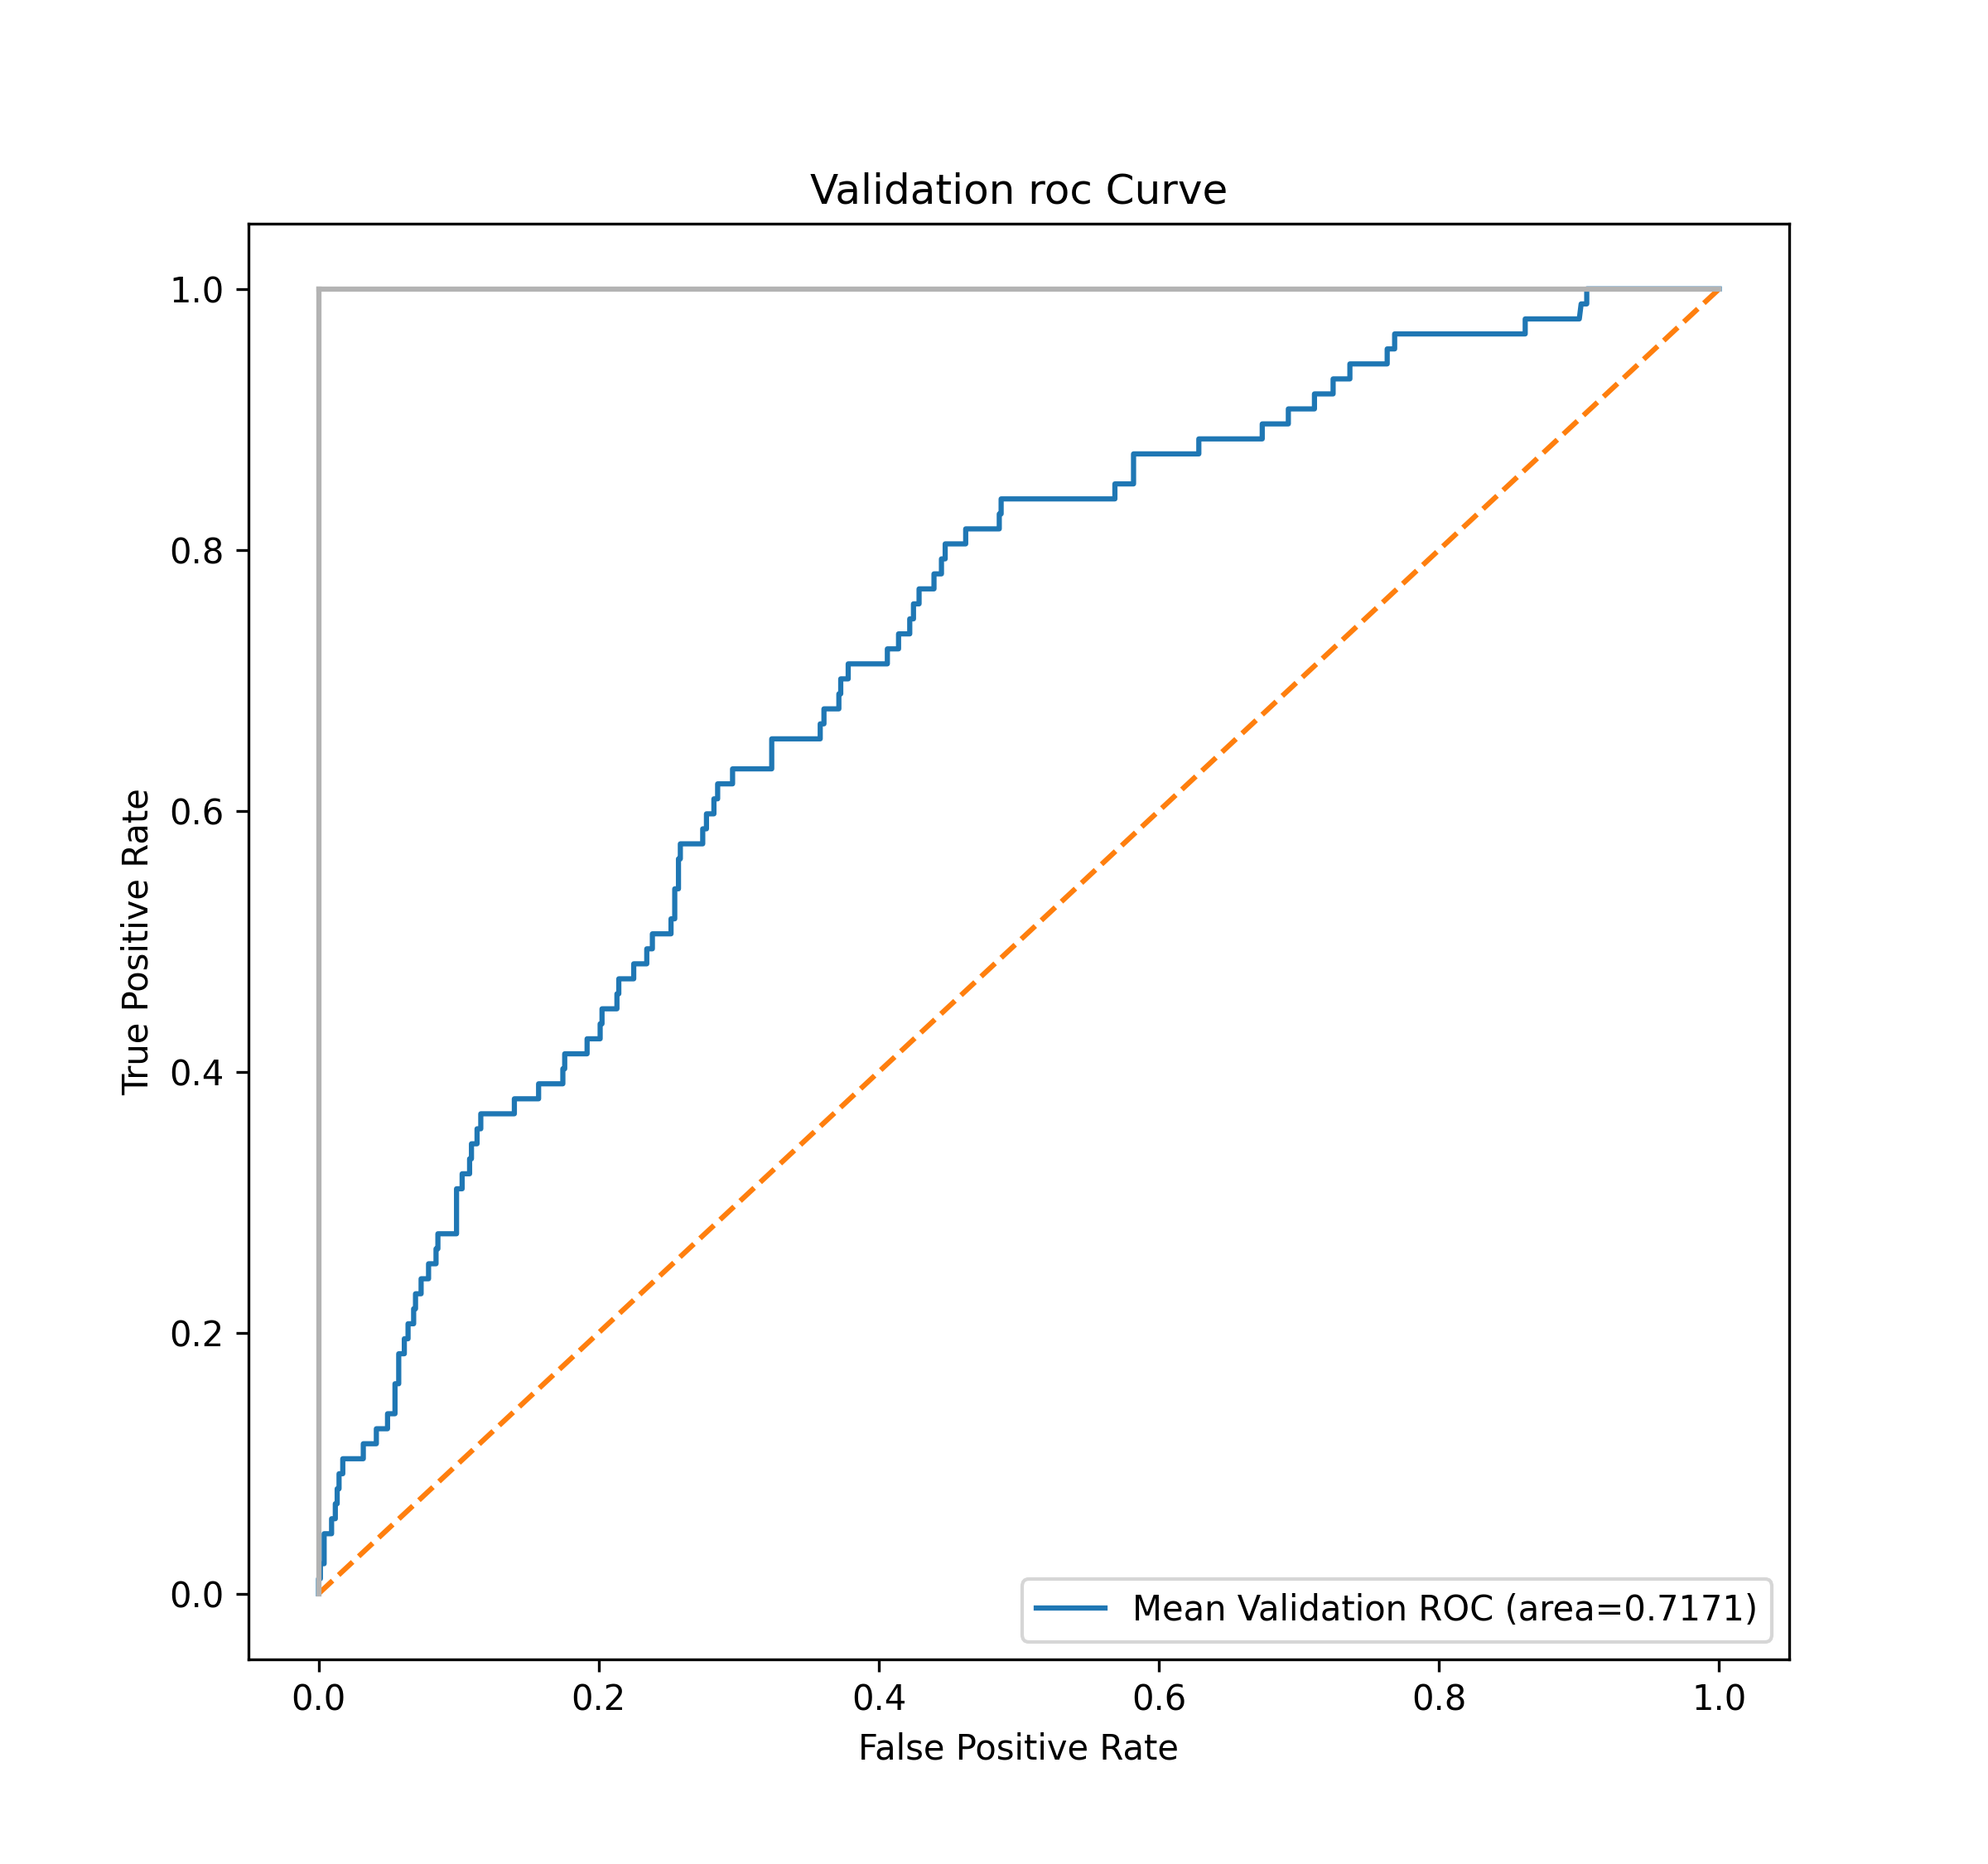 Validation roc Curve
1.0
0.8
0.6
0.4
0.2
0.0
True Positive Rate
Mean Validation ROC (area=0.7171)
0.0 0.2 0.4 0.6 0.8 1.0
False Positive Rate